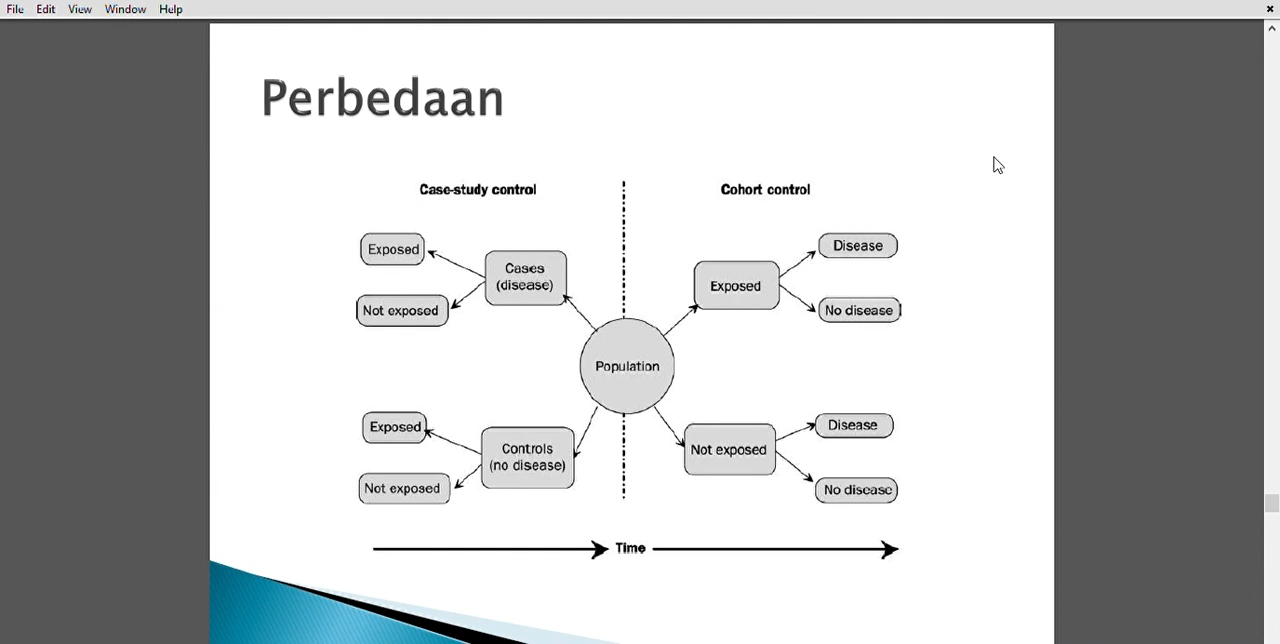 File Edit View Window Help
Perbedaan
Case-study control
Cohort control
Exposed
Cases
(disease)
Not exposed
Exposed
Disease
No disease
Population
Exposed
Controls
(no disease)
Not exposed
Not exposed
Disease
No disease
Time